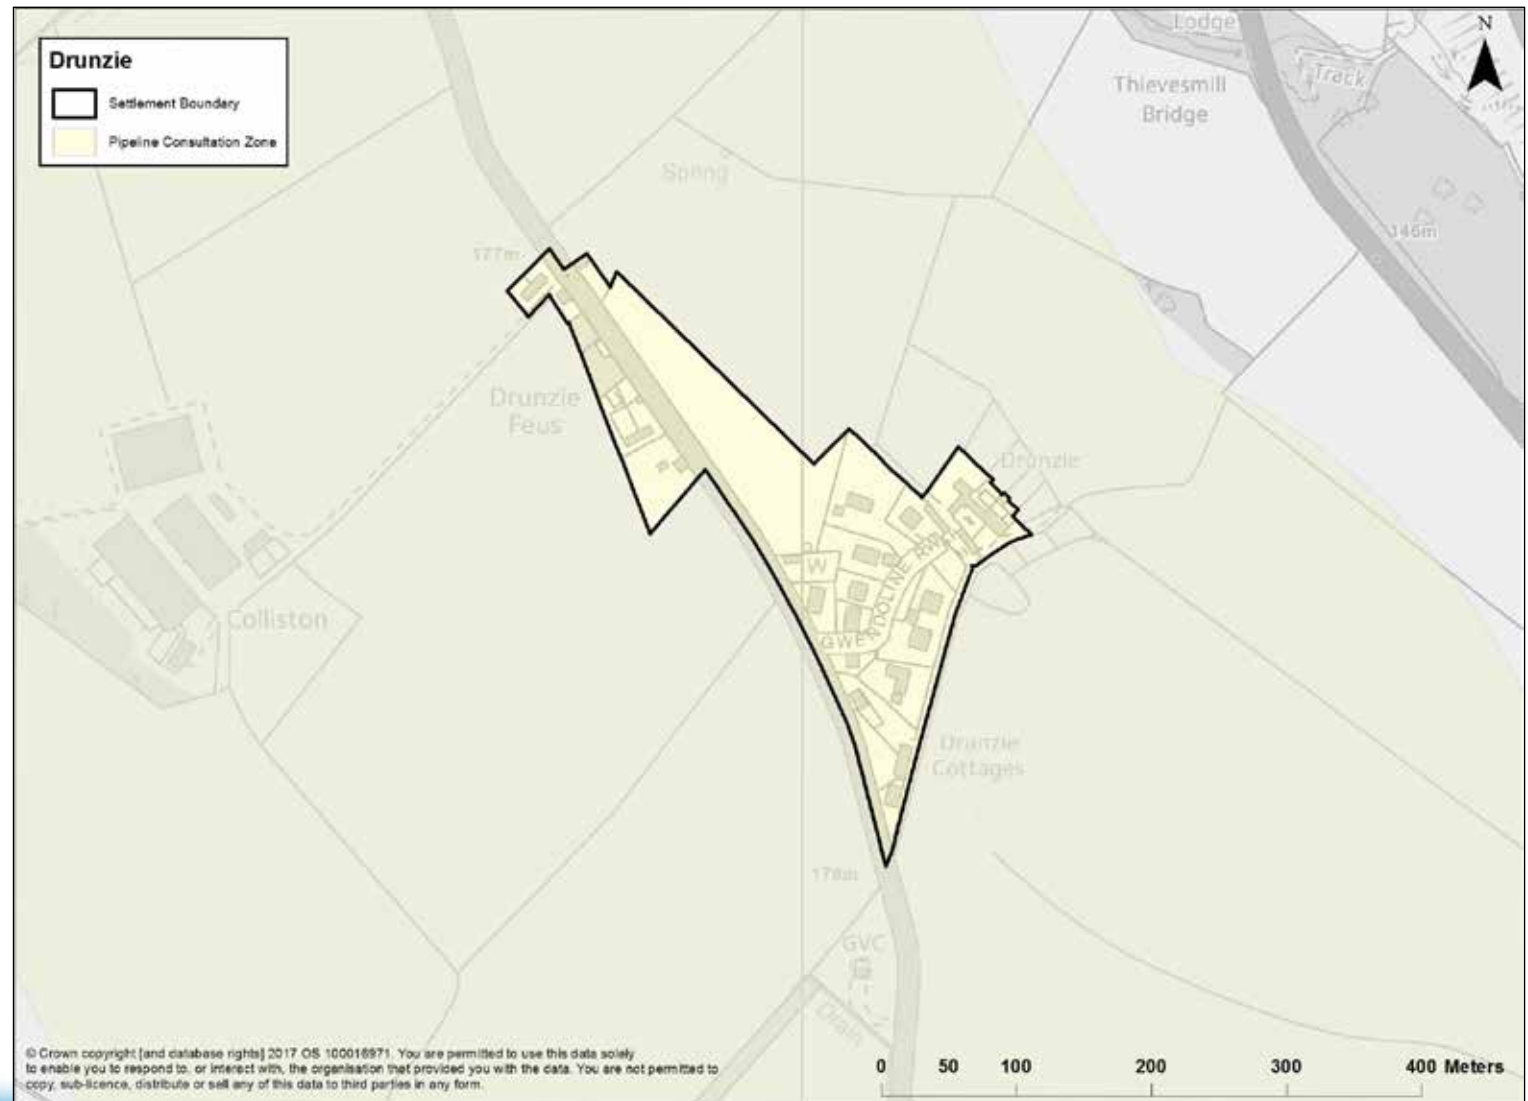 Drunzie
Settlement Boundary
Pipeline Consultation Zone
N
Lodge
Track
Thievesmill
Bridge
Spring
146m
177m
Drunzie
Feus
Drunzie
W
GWENDOLINE RW
Colliston
Drunzie
Cottages
178m
GVC
Drain
© Crown copyright [and database rights] 2017 OS 100016971. You are permitted to use this data solely
to enable you to respond to, or interact with, the organisation that provided you with the data. You are not permitted to
copy, sub-licence, distribute or sell any of this data to third parties in any form.
0 50 100 200 300 400 Meters